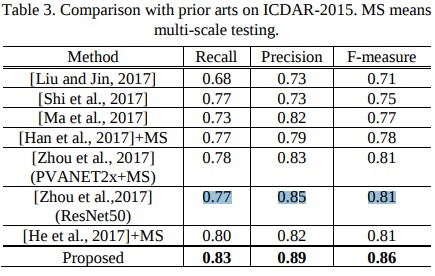 Table 3. Comparison with prior arts on ICDAR-2015. MS means
multi-scale testing.
Method Recall Precision F-measure
[Liu and Jin, 2017] 0.68 0.73 0.71
[Shi et al., 2017] 0.77 0.73 0.75
[Ma et al., 2017] 0.73 0.82 0.77
[Han et al., 2017]+MS 0.77 0.79 0.78
[Zhou et al., 2017] 0.78 0.83 0.81
(PVANET2x+MS)
[Zhou et al.,2017] 0.77 0.85 0.81
(ResNet50)
[He et al., 2017]+MS 0.80 0.82 0.81
Proposed 0.83 0.89 0.86